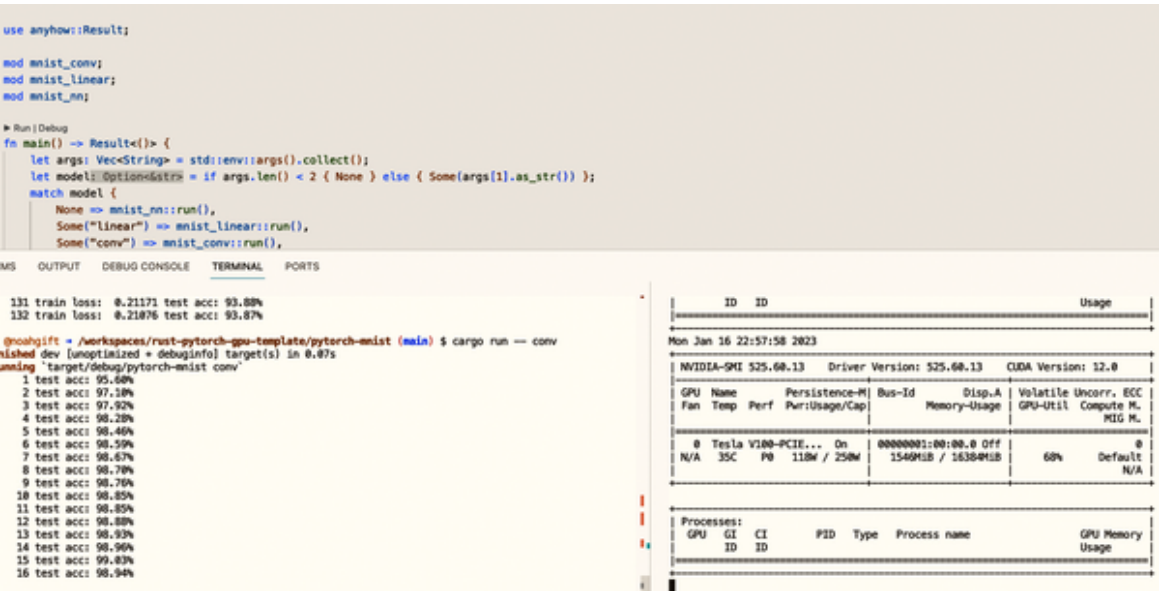 use anyhow::Result;
mod mnist_conv;
mod mnist_linear;
mod mnist_nn;
▶ Run | Debug
fn main() -> Result<()> {
let args: Vec<String> = std::env::args().collect();
let model: Option<&str> = if args.len() < 2 { None } else { Some(args[1].as_str()) };
match model {
None => mnist_nn::run(),
Some("linear") => mnist_linear::run(),
Some("conv") => mnist_conv::run(),
MS OUTPUT DEBUG CONSOLE TERMINAL PORTS
131 train loss: 0.21171 test acc: 93.88%
132 train loss: 0.21076 test acc: 93.87%
@noahgift → /workspaces/rust-pytorch-gpu-template/pytorch-mnist (main) $ cargo run -- conv
nished dev [unoptimized + debuginfo] target(s) in 0.07s
unning `target/debug/pytorch-mnist conv`
1 test acc: 95.60%
2 test acc: 97.10%
3 test acc: 97.92%
4 test acc: 98.28%
5 test acc: 98.46%
6 test acc: 98.59%
7 test acc: 98.67%
8 test acc: 98.70%
9 test acc: 98.76%
10 test acc: 98.85%
11 test acc: 98.85%
12 test acc: 98.88%
13 test acc: 98.93%
14 test acc: 98.96%
15 test acc: 99.03%
16 test acc: 98.94%
| ID ID Usage |
Mon Jan 16 22:57:58 2023
| NVIDIA-SMI 525.60.13 Driver Version: 525.60.13 CUDA Version: 12.0 |
| GPU Name Persistence-M| Bus-Id Disp.A | Volatile Uncorr. ECC |
| Fan Temp Perf Pwr:Usage/Cap| Memory-Usage | GPU-Util Compute M. |
| | | MIG M. |
| 0 Tesla V100-PCIE... On | 00000001:00:00.0 Off | 0 |
| N/A 35C P0 118W / 250W | 1546MiB / 16384MiB | 68% Default |
| | | N/A |
| Processes: |
| GPU GI CI PID Type Process name GPU Memory |
| ID ID Usage |